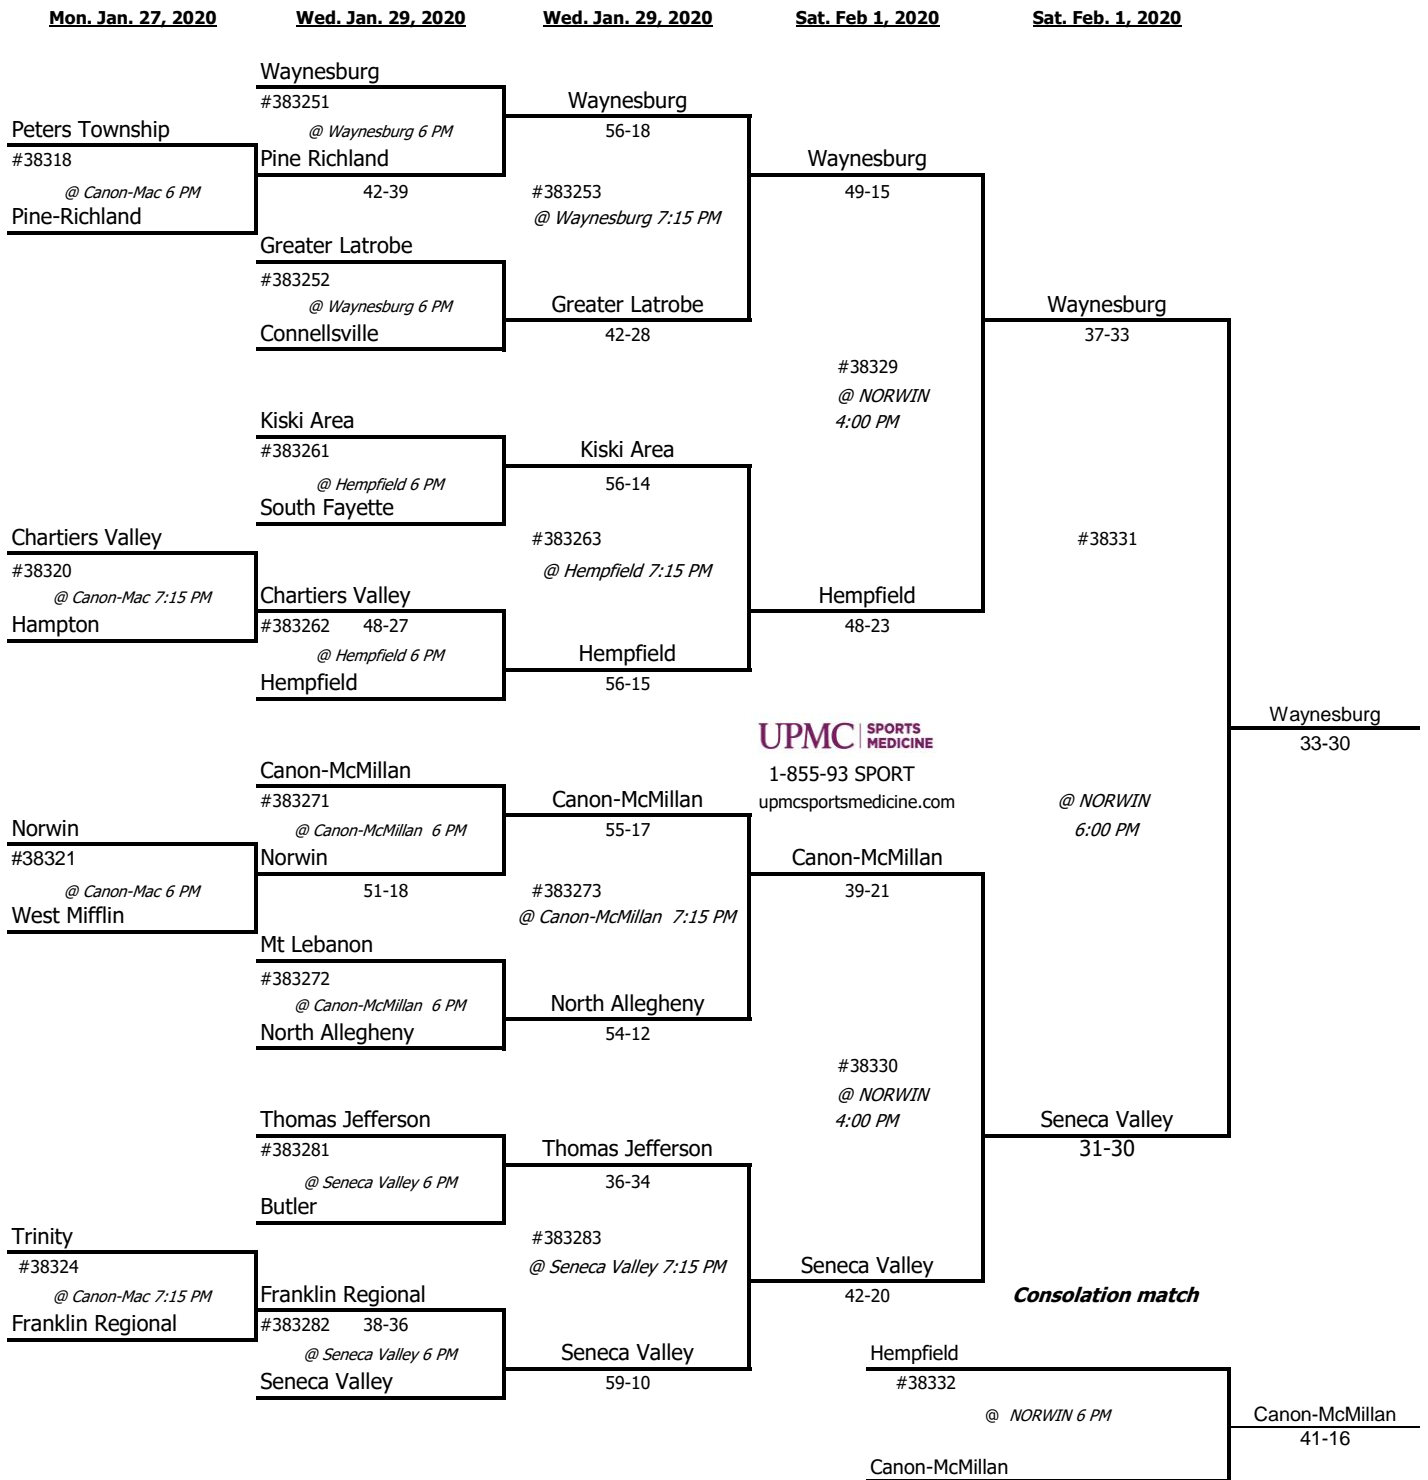 Mon. Jan. 27, 2020 Wed. Jan. 29, 2020 Wed. Jan. 29, 2020 Sat. Feb 1, 2020 Sat. Feb. 1, 2020
Waynesburg
#383251 Waynesburg
Peters Township @ Waynesburg 6 PM 56-18
#38318 Pine Richland Waynesburg
@ Canon-Mac 6 PM 42-39 #383253 49-15
Pine-Richland @ Waynesburg 7:15 PM
Greater Latrobe
#383252
@ Waynesburg 6 PM Greater Latrobe Waynesburg
Connellsville 42-28 37-33
#38329
@ NORWIN
Kiski Area 4:00 PM
#383261 Kiski Area
@ Hempfield 6 PM 56-14
South Fayette
Chartiers Valley #383263 #38331
#38320 @ Hempfield 7:15 PM
@ Canon-Mac 7:15 PM Chartiers Valley Hempfield
Hampton #383262 48-27 48-23
@ Hempfield 6 PM Hempfield
Hempfield 56-15
Waynesburg
UPMC SPORTS MEDICINE
33-30
Canon-McMillan 1-855-93 SPORT
#383271 Canon-McMillan upmcsportsmedicine.com @ NORWIN
Norwin @ Canon-McMillan 6 PM 55-17 6:00 PM
#38321 Norwin Canon-McMillan
@ Canon-Mac 6 PM 51-18 #383273 39-21
West Mifflin @ Canon-McMillan 7:15 PM
Mt Lebanon
#383272
@ Canon-McMillan 6 PM North Allegheny
North Allegheny 54-12
#38330
@ NORWIN
Thomas Jefferson 4:00 PM Seneca Valley
#383281 Thomas Jefferson 31-30
@ Seneca Valley 6 PM 36-34
Butler
Trinity #383283
#38324 @ Seneca Valley 7:15 PM Seneca Valley
@ Canon-Mac 7:15 PM Franklin Regional 42-20 Consolation match
Franklin Regional #383282 38-36
@ Seneca Valley 6 PM Seneca Valley Hempfield
Seneca Valley 59-10 #38332
@ NORWIN 6 PM Canon-McMillan
41-16
Canon-McMillan